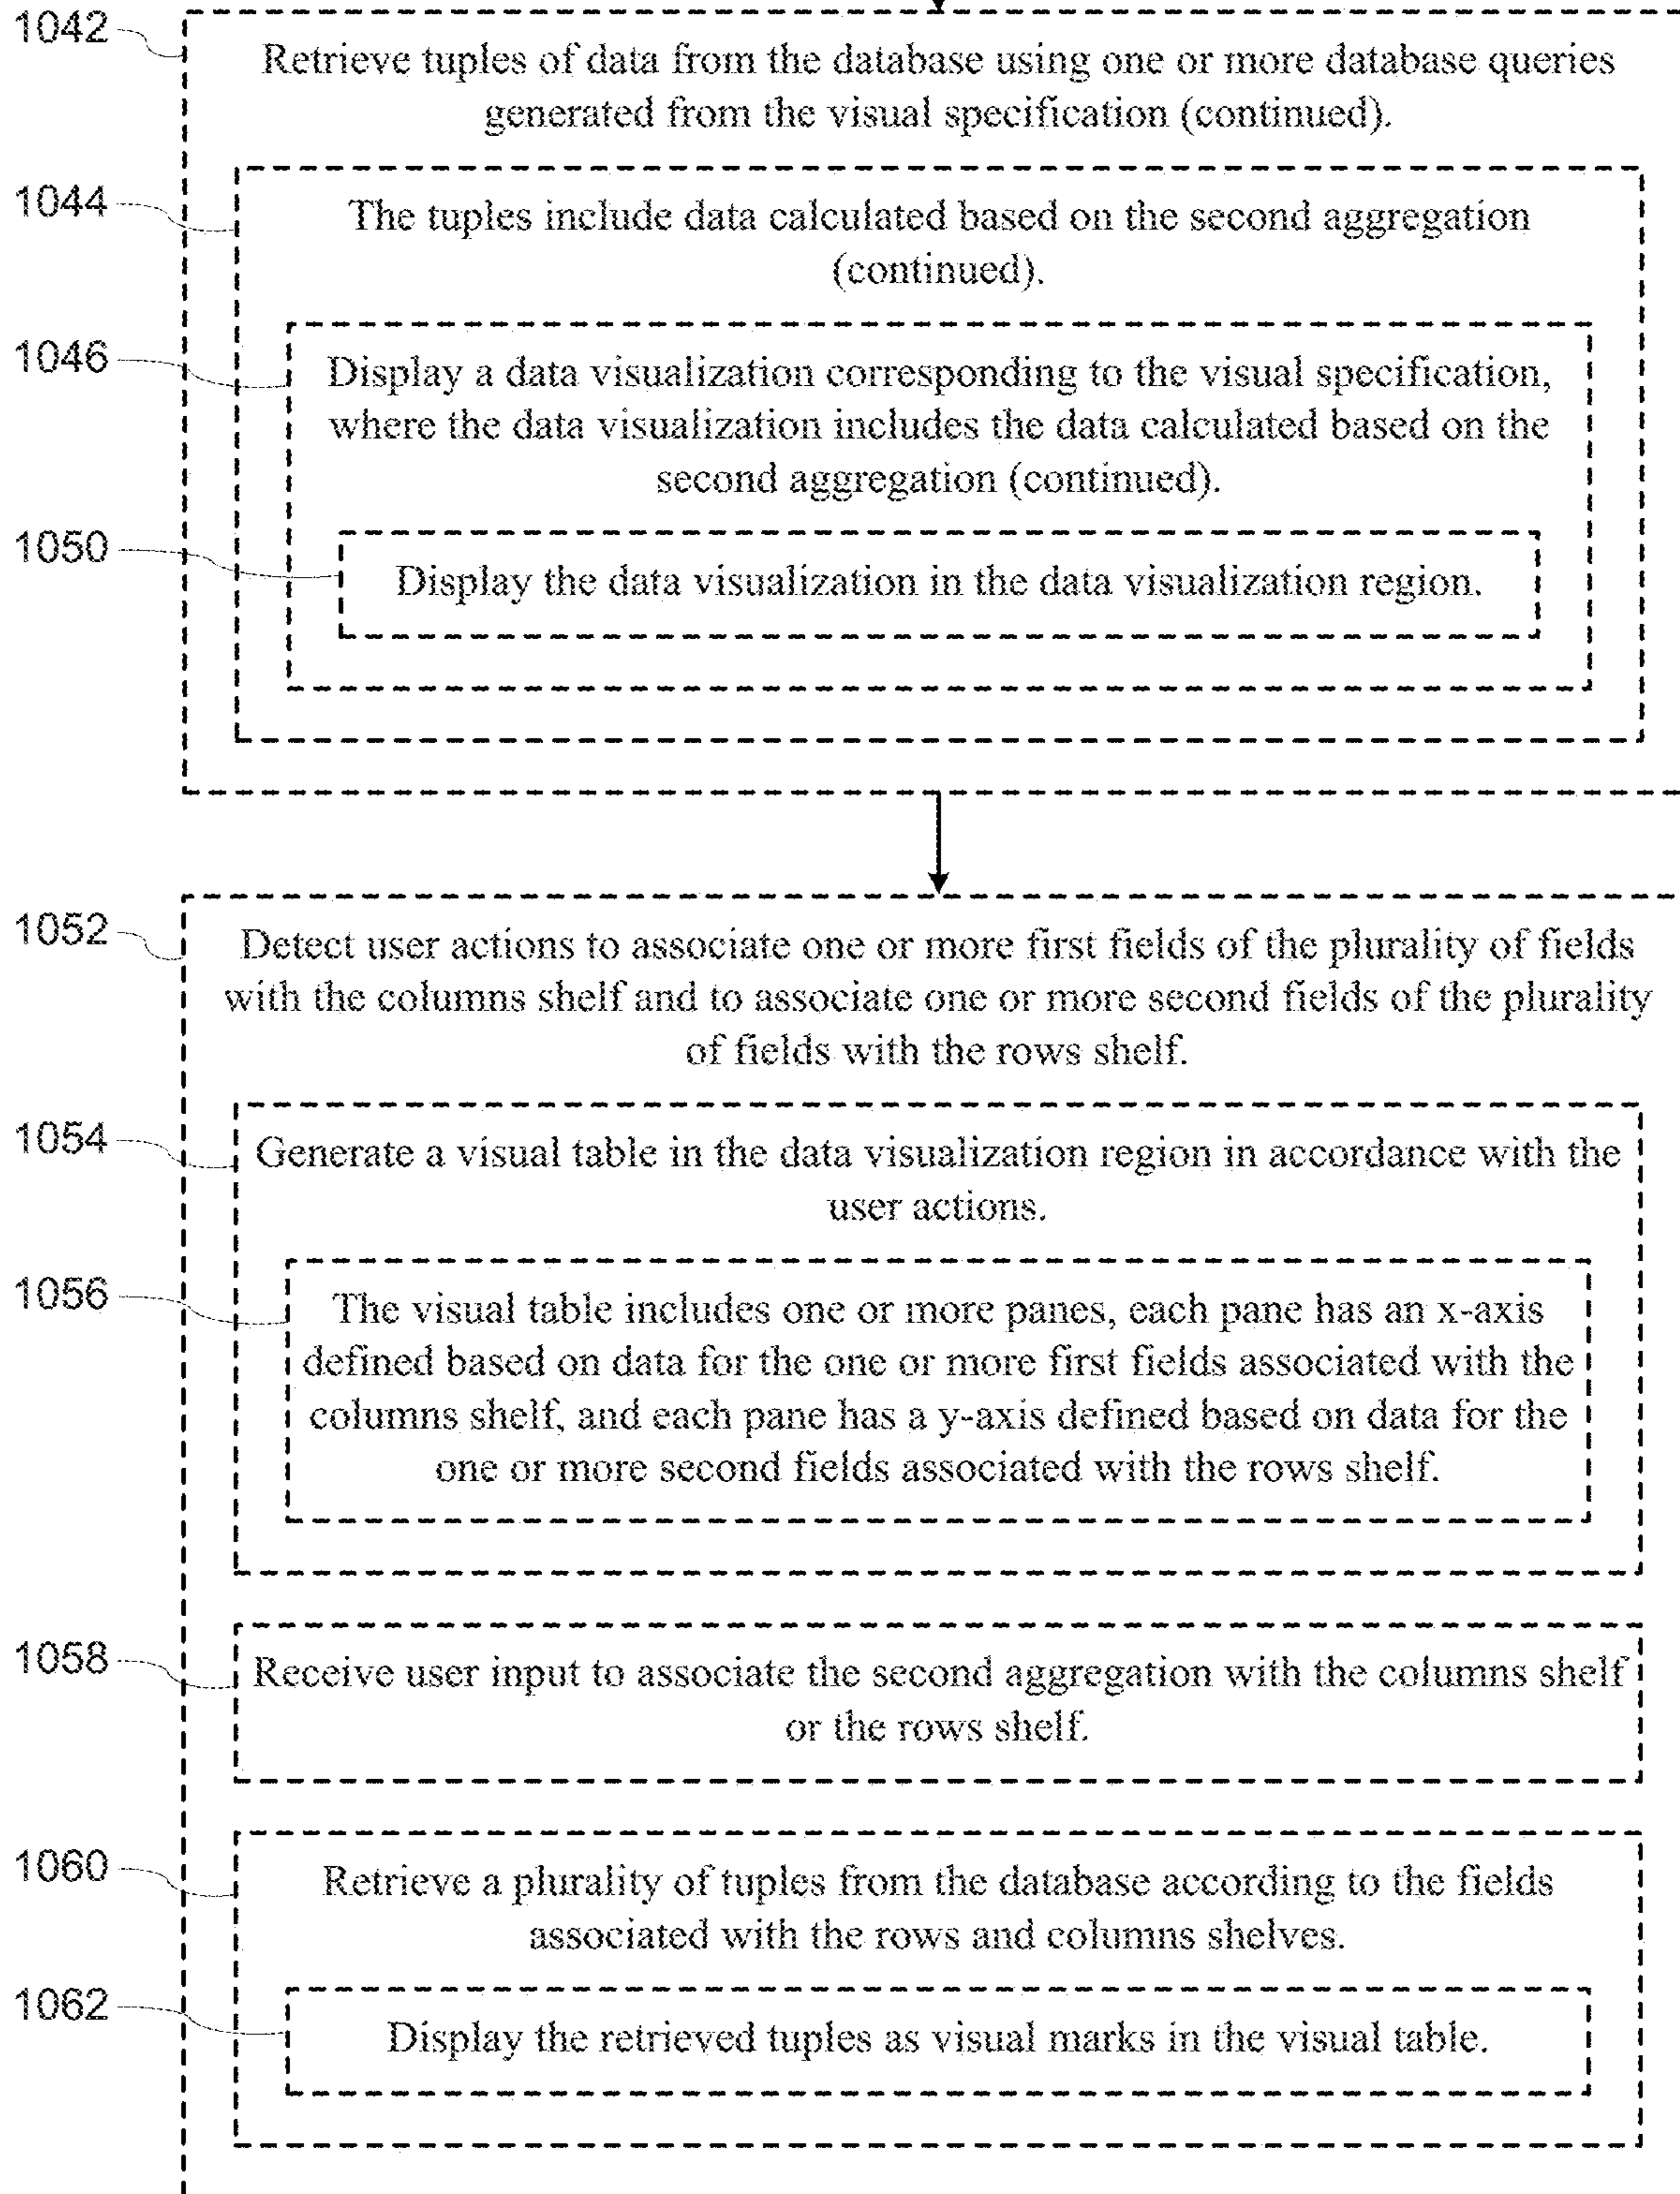 1042
Retrieve tuples of data from the database using one or more database queries
generated from the visual specification (continued).
1044
The tuples include data calculated based on the second aggregation
(continued).
1046
Display a data visualization corresponding to the visual specification,
where the data visualization includes the data calculated based on the
second aggregation (continued).
1050
Display the data visualization in the data visualization region.
1052
Detect user actions to associate one or more first fields of the plurality of fields
with the columns shelf and to associate one or more second fields of the plurality
of fields with the rows shelf.
1054
Generate a visual table in the data visualization region in accordance with the
user actions.
1056
The visual table includes one or more panes, each pane has an x-axis
defined based on data for the one or more first fields associated with the
columns shelf, and each pane has a y-axis defined based on data for the
one or more second fields associated with the rows shelf.
1058
Receive user input to associate the second aggregation with the columns shelf
or the rows shelf.
1060
Retrieve a plurality of tuples from the database according to the fields
associated with the rows and columns shelves.
1062
Display the retrieved tuples as visual marks in the visual table.